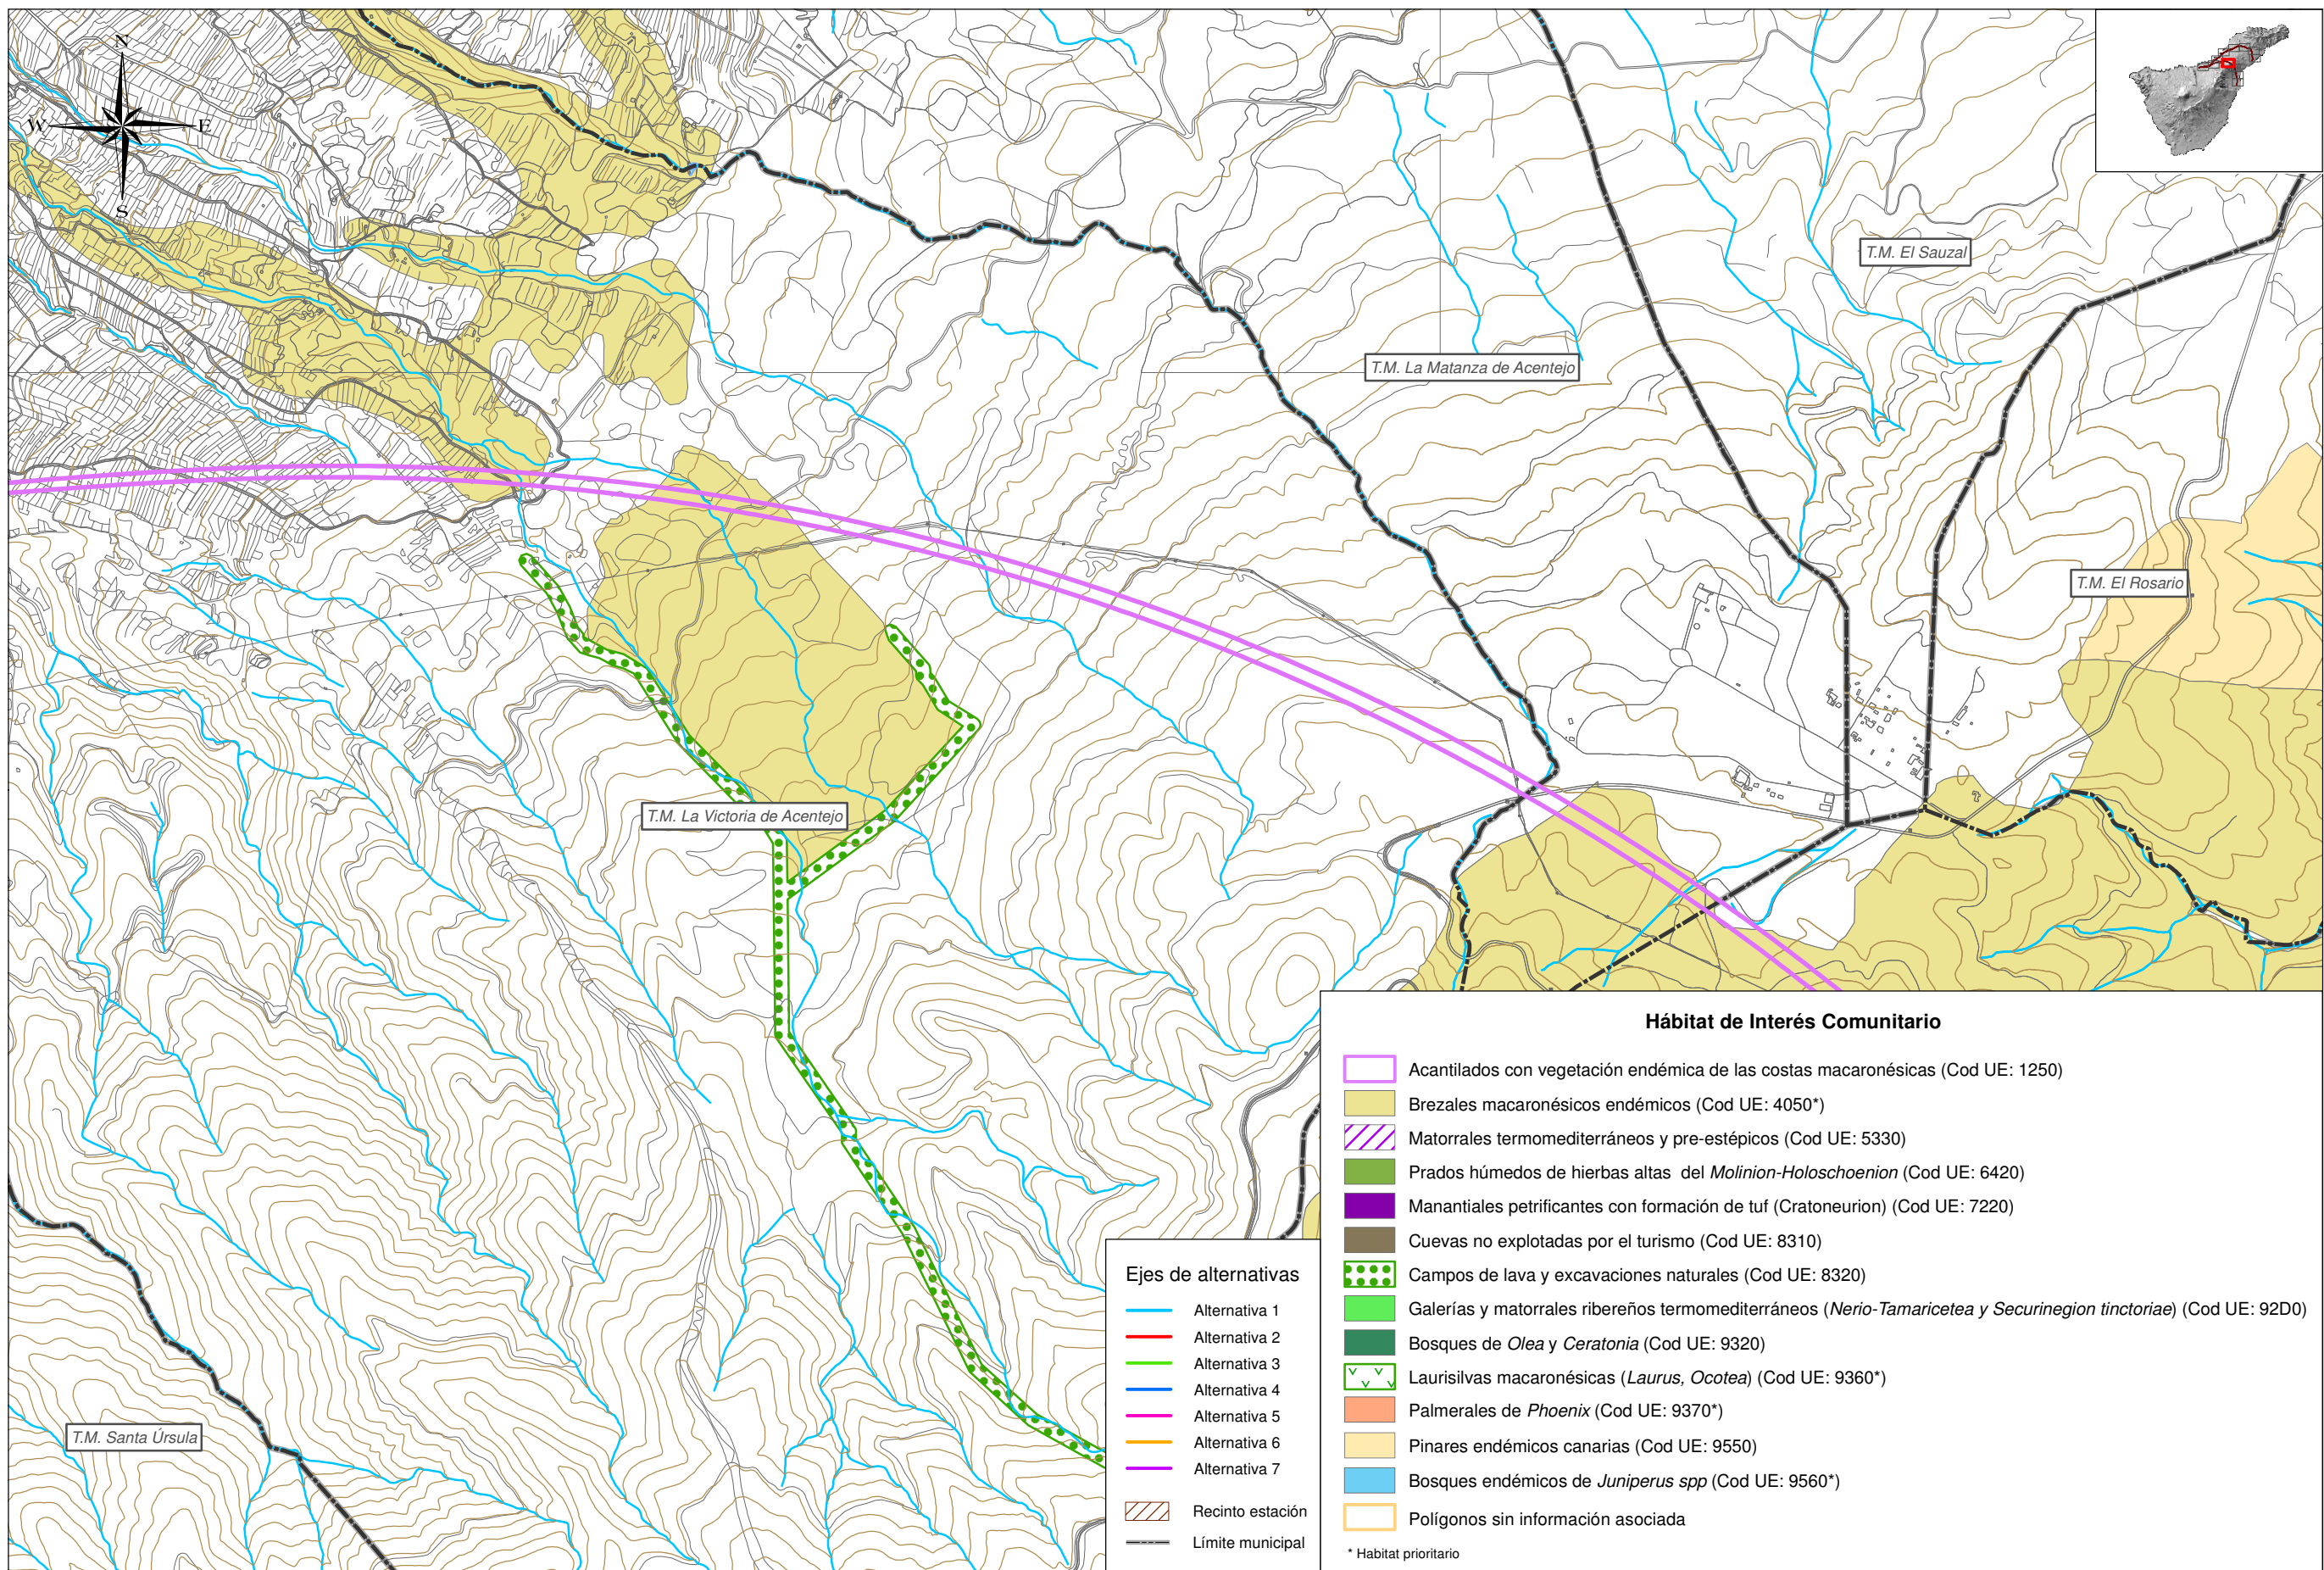 N
W
E
S
T.M. El Sauzal
T.M. La Matanza de Acentejo
T.M. El Rosario
T.M. La Victoria de Acentejo
T.M. Santa Úrsula
Ejes de alternativas
Alternativa 1
Alternativa 2
Alternativa 3
Alternativa 4
Alternativa 5
Alternativa 6
Alternativa 7
Recinto estación
Límite municipal
Hábitat de Interés Comunitario
Acantilados con vegetación endémica de las costas macaronésicas (Cod UE: 1250)
Brezales macaronésicos endémicos (Cod UE: 4050*)
Matorrales termomediterráneos y pre-estépicos (Cod UE: 5330)
Prados húmedos de hierbas altas del Molinion-Holoschoenion (Cod UE: 6420)
Manantiales petrificantes con formación de tuf (Cratoneurion) (Cod UE: 7220)
Cuevas no explotadas por el turismo (Cod UE: 8310)
Campos de lava y excavaciones naturales (Cod UE: 8320)
Galerías y matorrales ribereños termomediterráneos (Nerio-Tamaricetea y Securinegion tinctoriae) (Cod UE: 92D0)
Bosques de Olea y Ceratonia (Cod UE: 9320)
Laurisilvas macaronésicas (Laurus, Ocotea) (Cod UE: 9360*)
Palmerales de Phoenix (Cod UE: 9370*)
Pinares endémicos canarias (Cod UE: 9550)
Bosques endémicos de Juniperus spp (Cod UE: 9560*)
Polígonos sin información asociada
* Habitat prioritario